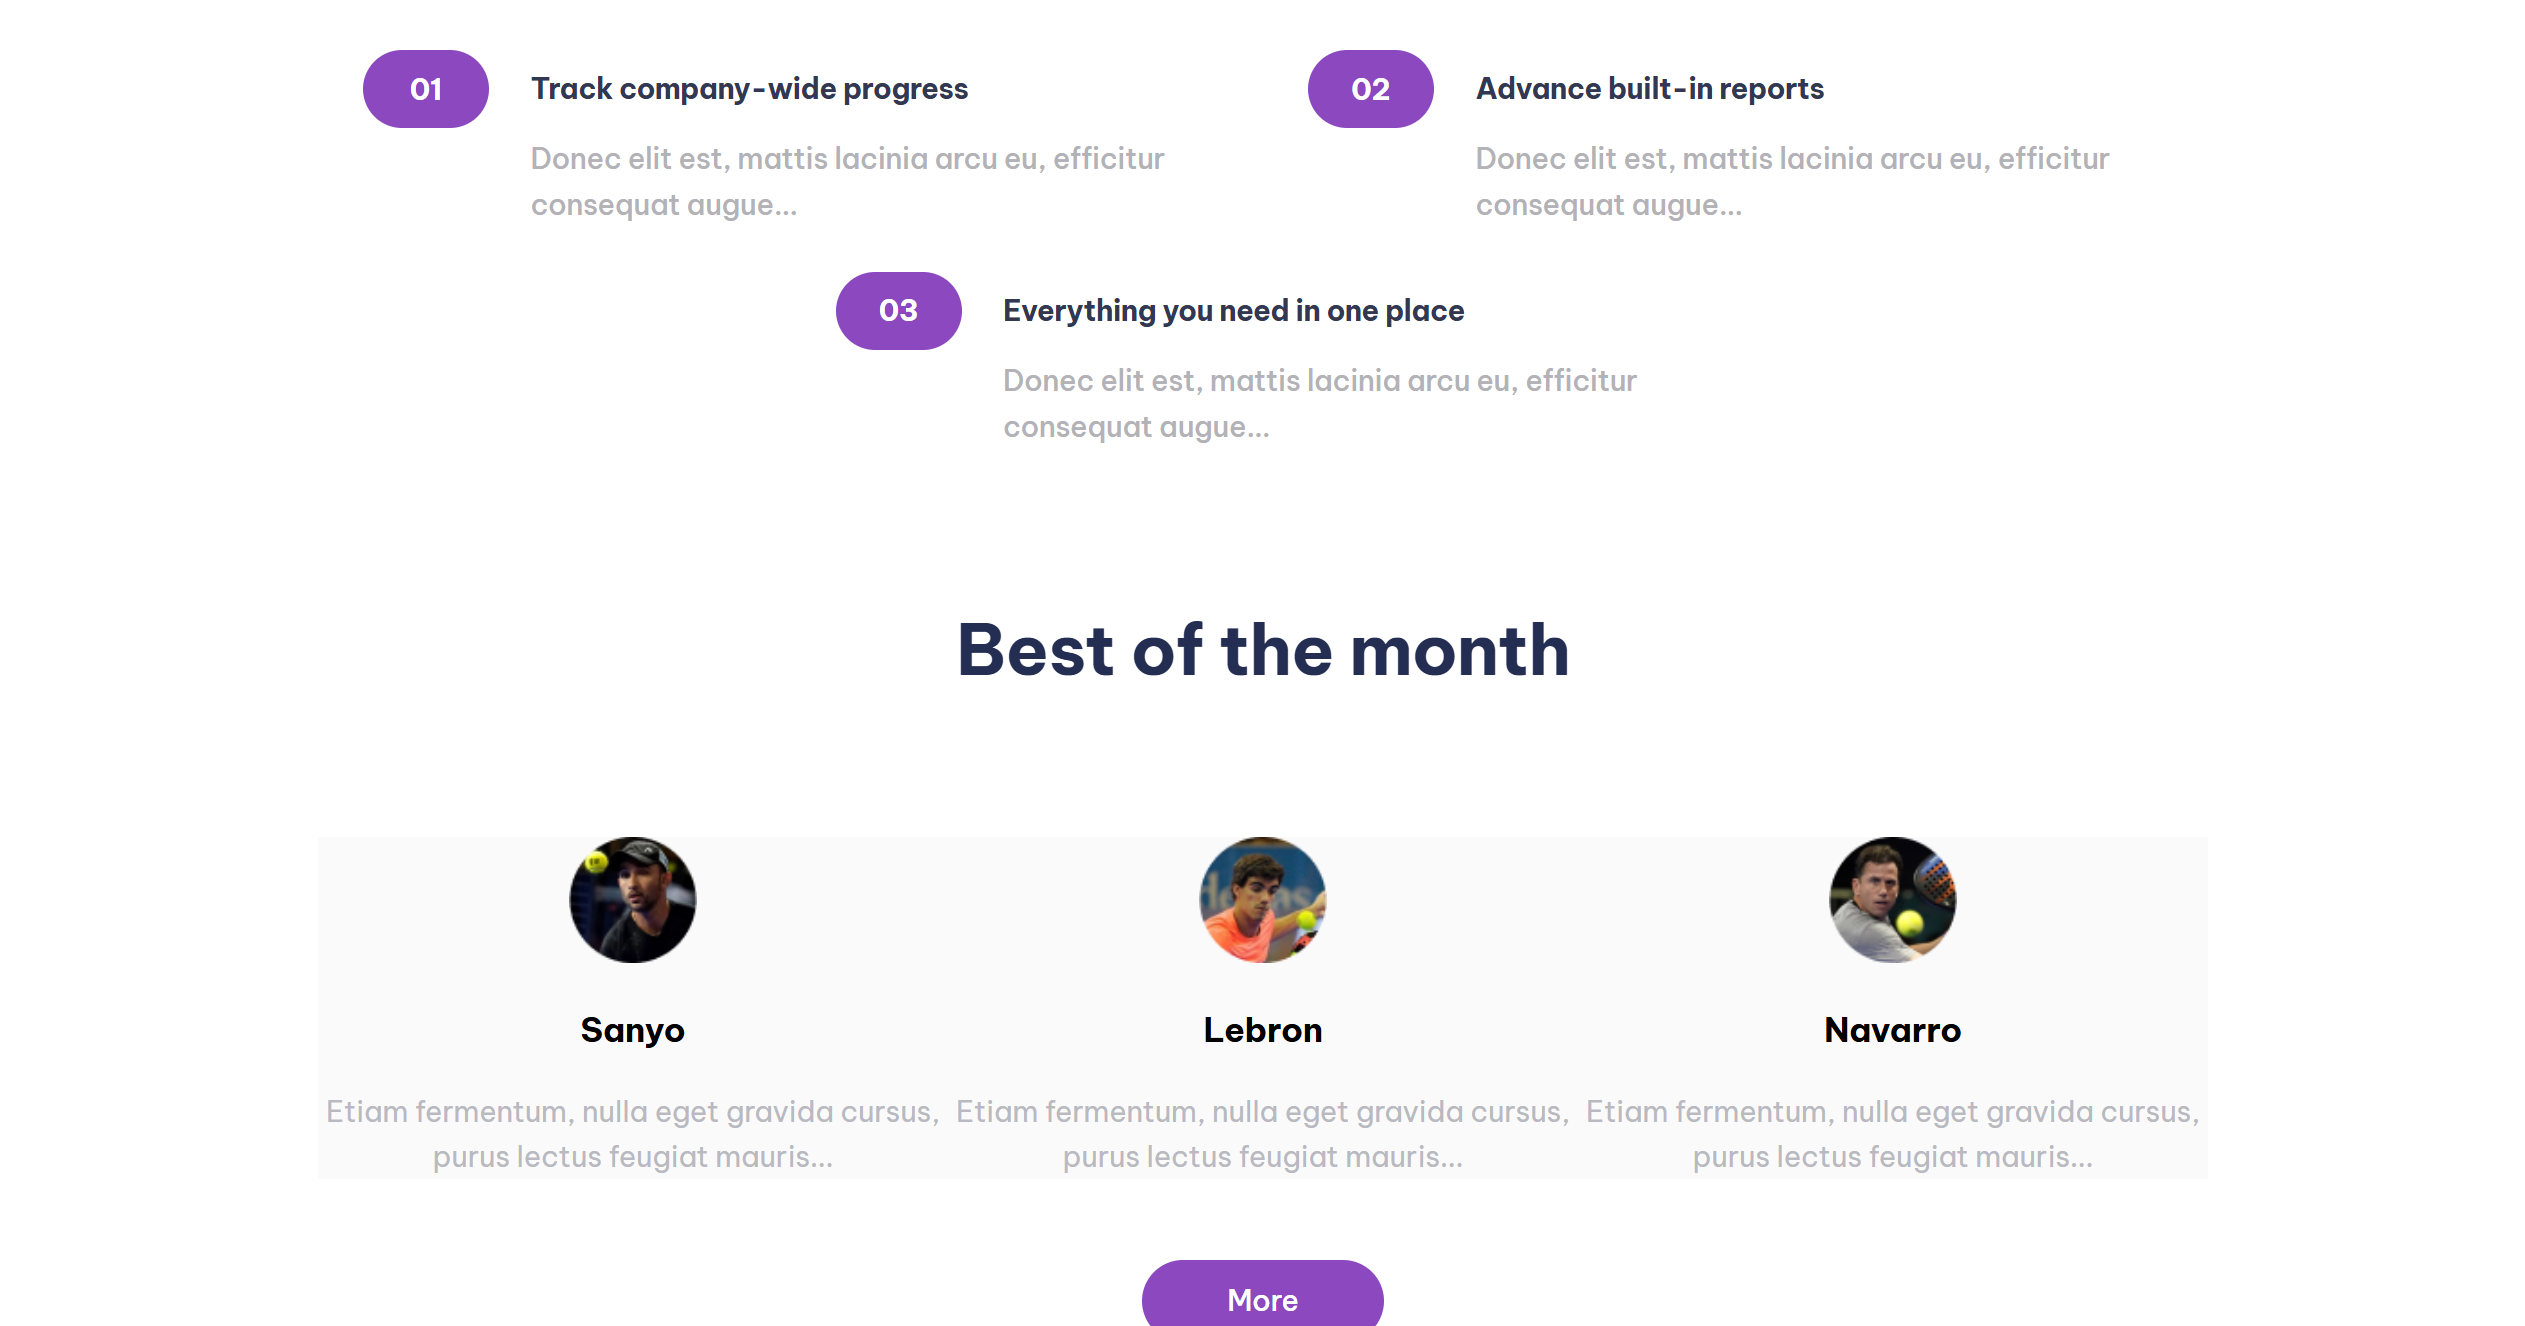 01
Track company-wide progress
Donec elit est, mattis lacinia arcu eu, efficitur
consequat augue...
02
Advance built-in reports
Donec elit est, mattis lacinia arcu eu, efficitur
consequat augue...
03
Everything you need in one place
Donec elit est, mattis lacinia arcu eu, efficitur
consequat augue...
Best of the month
Sanyo
Etiam fermentum, nulla eget gravida cursus,
purus lectus feugiat mauris...
Lebron
Etiam fermentum, nulla eget gravida cursus,
purus lectus feugiat mauris...
Navarro
Etiam fermentum, nulla eget gravida cursus,
purus lectus feugiat mauris...
More